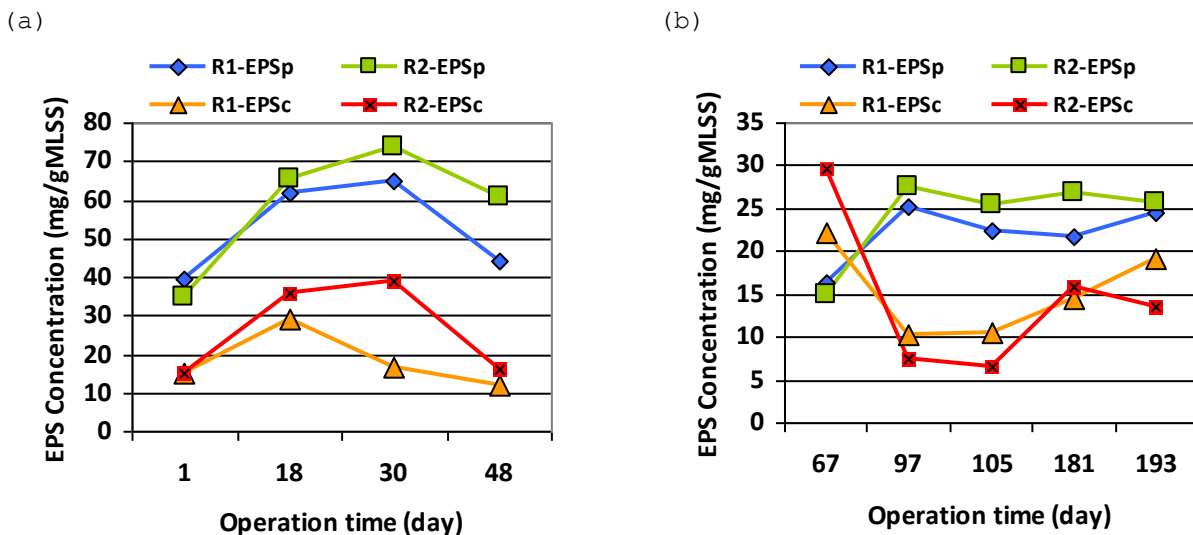 (a)
R1-EPSp R2-EPSp
R1-EPSc R2-EPSc
EPS Concentration (mg/gMLSS)
80
70
60
50
40
30
20
10
0
1 18 30 48
Operation time (day)
(b)
R1-EPSp R2-EPSp
R1-EPSc R2-EPSc
EPS Concentration (mg/gMLSS)
35
30
25
20
15
10
5
0
67 97 105 181 193
Operation time (day)